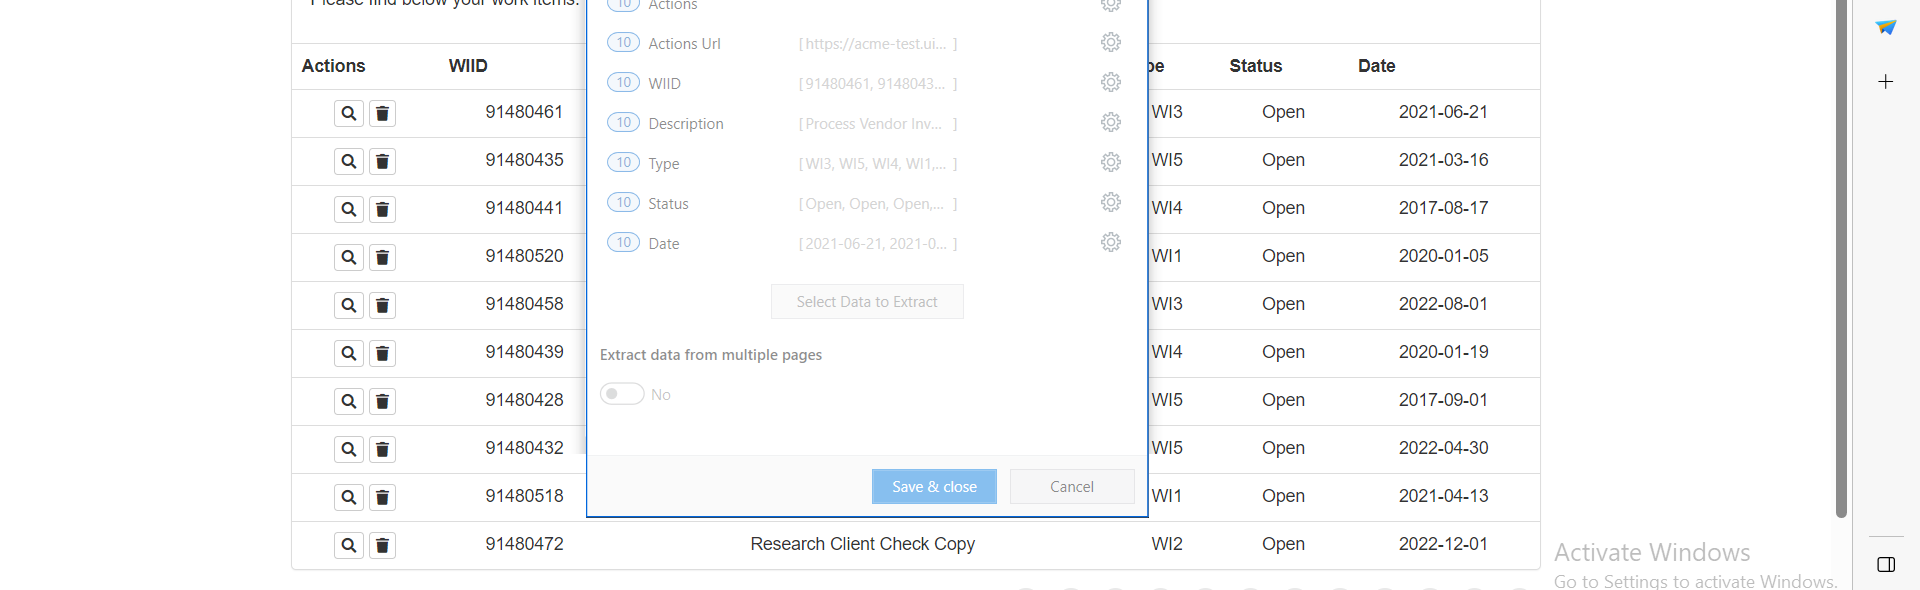 Please find below your work items.
10 Actions
10 Actions Url [ https://acme-test.ui... ]
Actions WIID Status Date
10 WIID [ 91480461, 9148043... ]
91480461 WI3 Open 2021-06-21
10 Description [ Process Vendor Inv... ]
91480435 WI5 Open 2021-03-16
10 Type [ WI3, WI5, WI4, WI1,... ]
91480441 WI4 Open 2017-08-17
10 Status [ Open, Open, Open,... ]
91480520 WI1 Open 2020-01-05
10 Date [ 2021-06-21, 2021-0... ]
91480458 WI3 Open 2022-08-01
Select Data to Extract
91480439 WI4 Open 2020-01-19
Extract data from multiple pages
91480428 WI5 Open 2017-09-01
No
91480432 WI5 Open 2022-04-30
Save & close Cancel
91480518 WI1 Open 2021-04-13
91480472 Research Client Check Copy WI2 Open 2022-12-01
Activate Windows
Go to Settings to activate Windows.